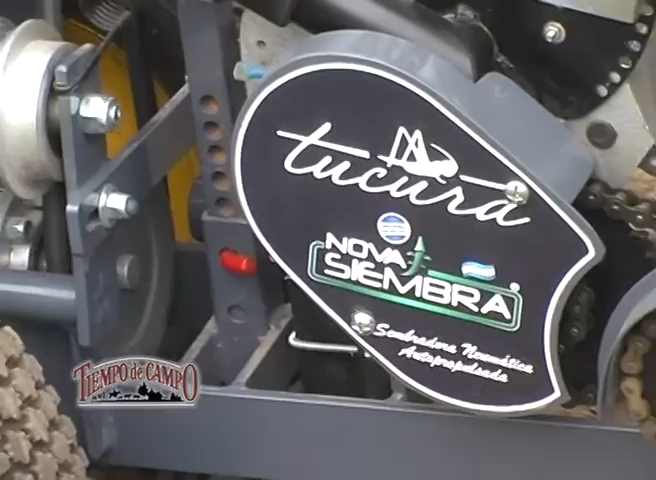 tucura
NOVA
SIEMBRA
Sembradora Neumática
Autopropulsada
TIEMPO de CAMPO